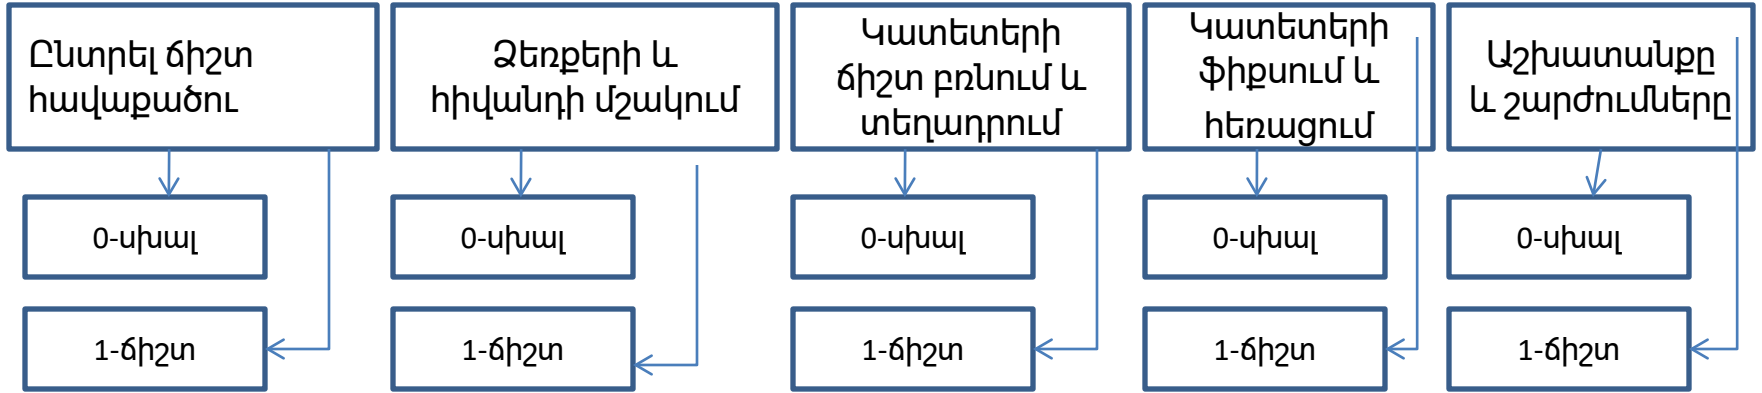 Ընտրել ճիշտ
հավաքածու
Ձեռքերի և
հիվանդի մշակում
Կատետերի
ճիշտ բռնում և
տեղադրում
Կատետերի
ֆիքսում և
հեռացում
Աշխատանքը
և շարժումները
0-սխալ
0-սխալ
0-սխալ
0-սխալ
0-սխալ
1-ճիշտ
1-ճիշտ
1-ճիշտ
1-ճիշտ
1-ճիշտ